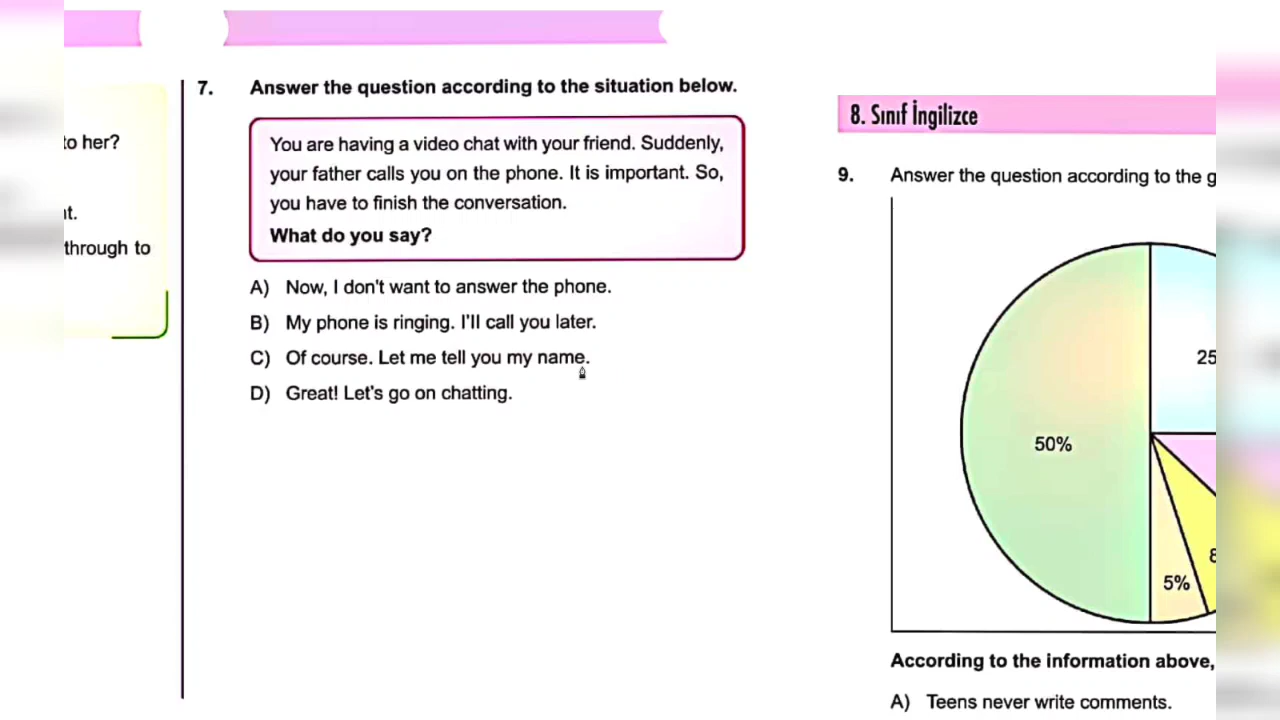 to her?
t.
through to
7. Answer the question according to the situation below.
You are having a video chat with your friend. Suddenly,
your father calls you on the phone. It is important. So,
you have to finish the conversation.
What do you say?
A) Now, I don't want to answer the phone.
B) My phone is ringing. I'll call you later.
C) Of course. Let me tell you my name.
D) Great! Let's go on chatting.
8. Sınıf İngilizce
9. Answer the question according to the g
25
50%
8
5%
According to the information above,
A) Teens never write comments.